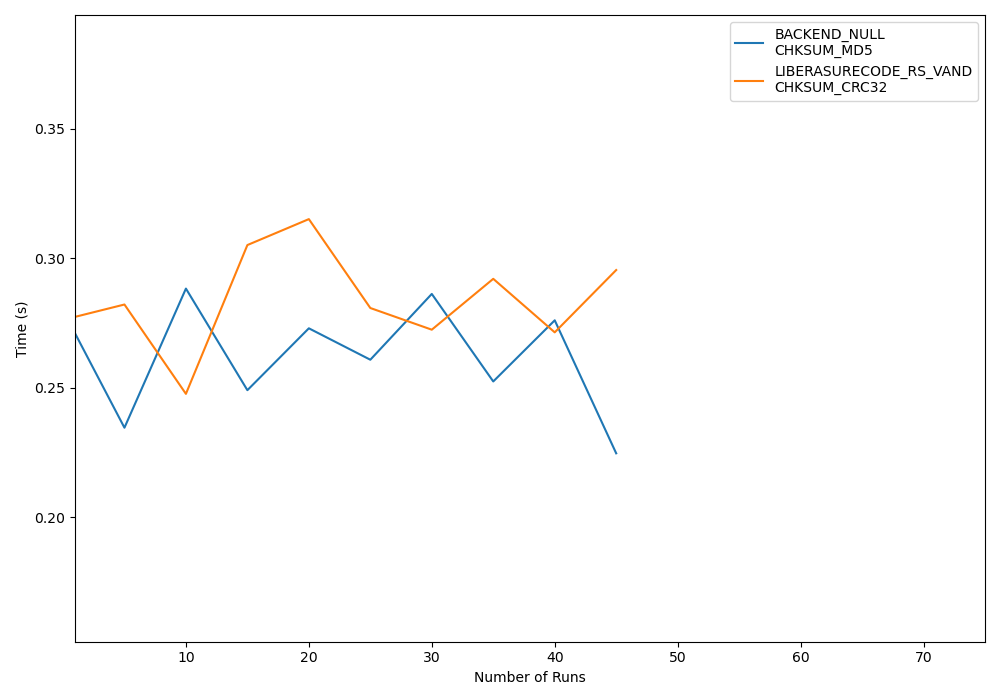 BACKEND_NULL
CHKSUM_MD5
LIBERASURECODE_RS_VAND
CHKSUM_CRC32
0.35
0.30
0.25
0.20
Time (s)
10 20 30 40 50 60 70
Number of Runs